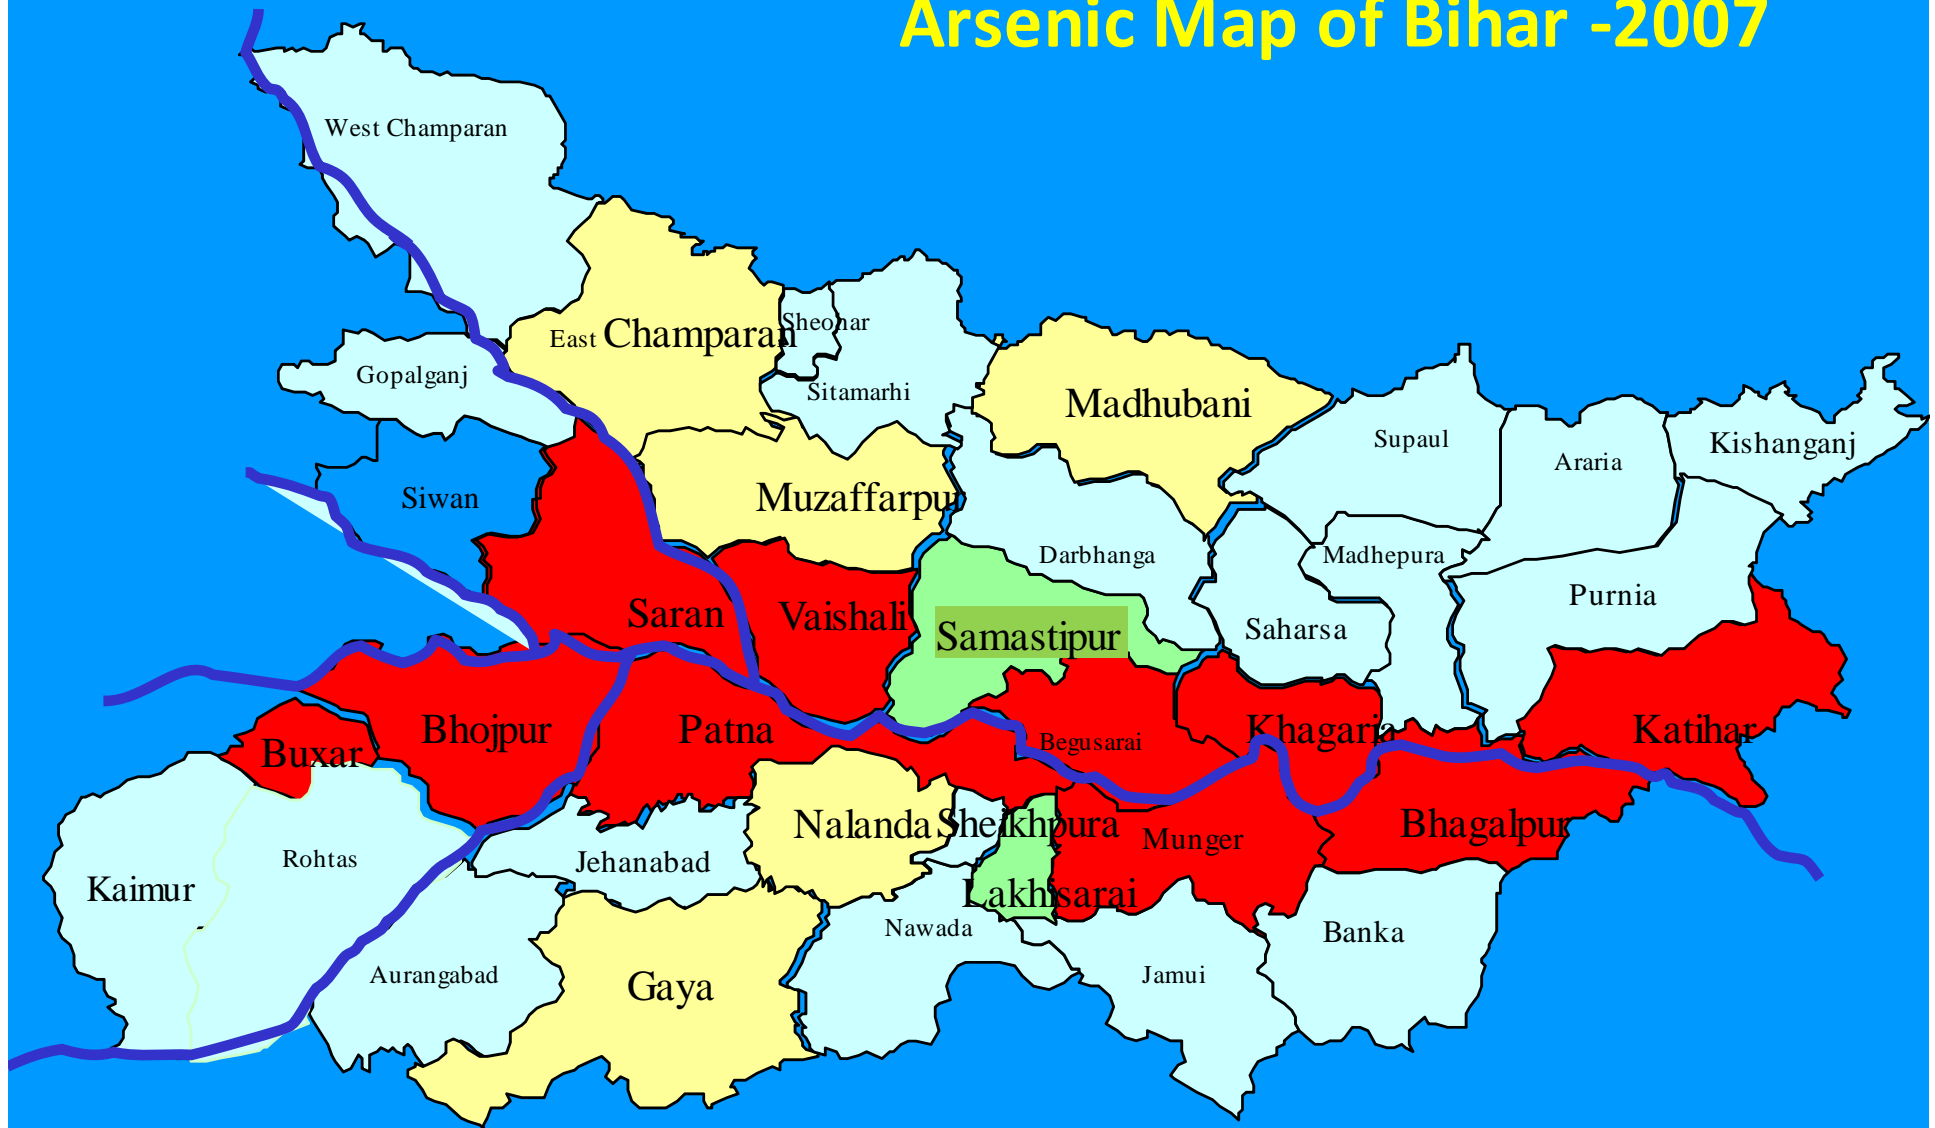 Arsenic Map of Bihar -2007
West Champaran
East Champaran
Sheohar
Gopalganj
Sitamarhi
Madhubani
Supaul
Kishanganj
Araria
Siwan
Muzaffarpur
Darbhanga
Madhepura
Purnia
Saran
Vaishali
Samastipur
Saharsa
Buxar
Bhojpur
Patna
Begusarai
Khagaria
Katihar
Nalanda
Sheikhpura
Munger
Bhagalpur
Kaimur
Rohtas
Jehanabad
Lakhisarai
Nawada
Banka
Aurangabad
Gaya
Jamui